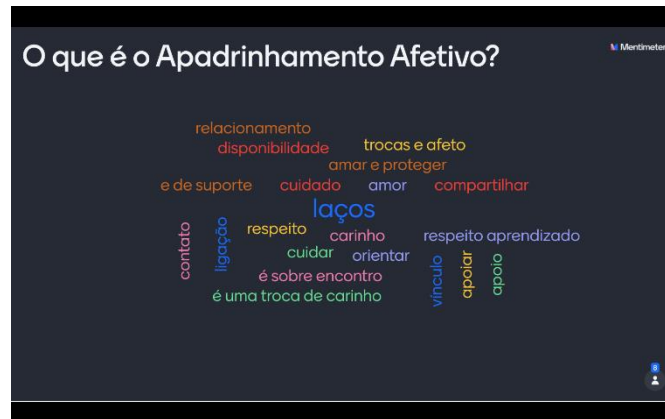 O que é o Apadrinhamento Afetivo?
Mentimeter
relacionamento
disponibilidade
trocas e afeto
amar e proteger
e de suporte
cuidado
amor
compartilhar
laços
contato
ligação
respeito
carinho
respeito aprendizado
cuidar
orientar
vínculo
apoiar
apoio
é sobre encontro
é uma troca de carinho
8